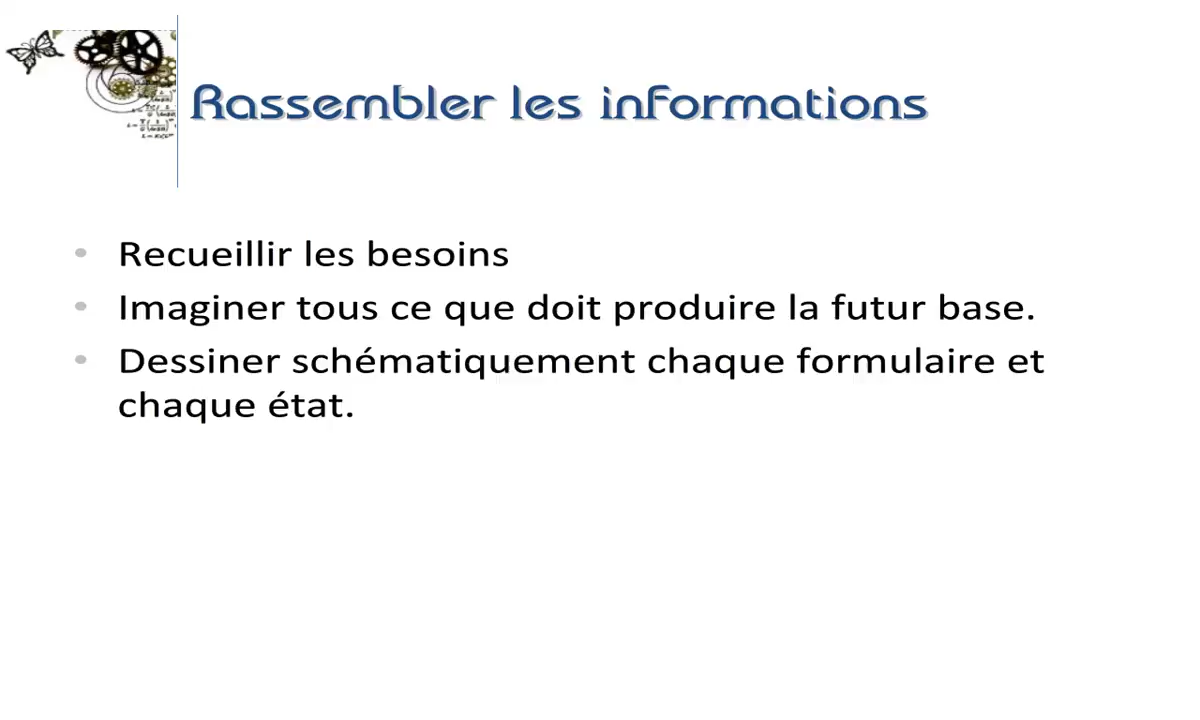 Rassembler les informations
• Recueillir les besoins
• Imaginer tous ce que doit produire la futur base.
• Dessiner schématiquement chaque formulaire et
chaque état.